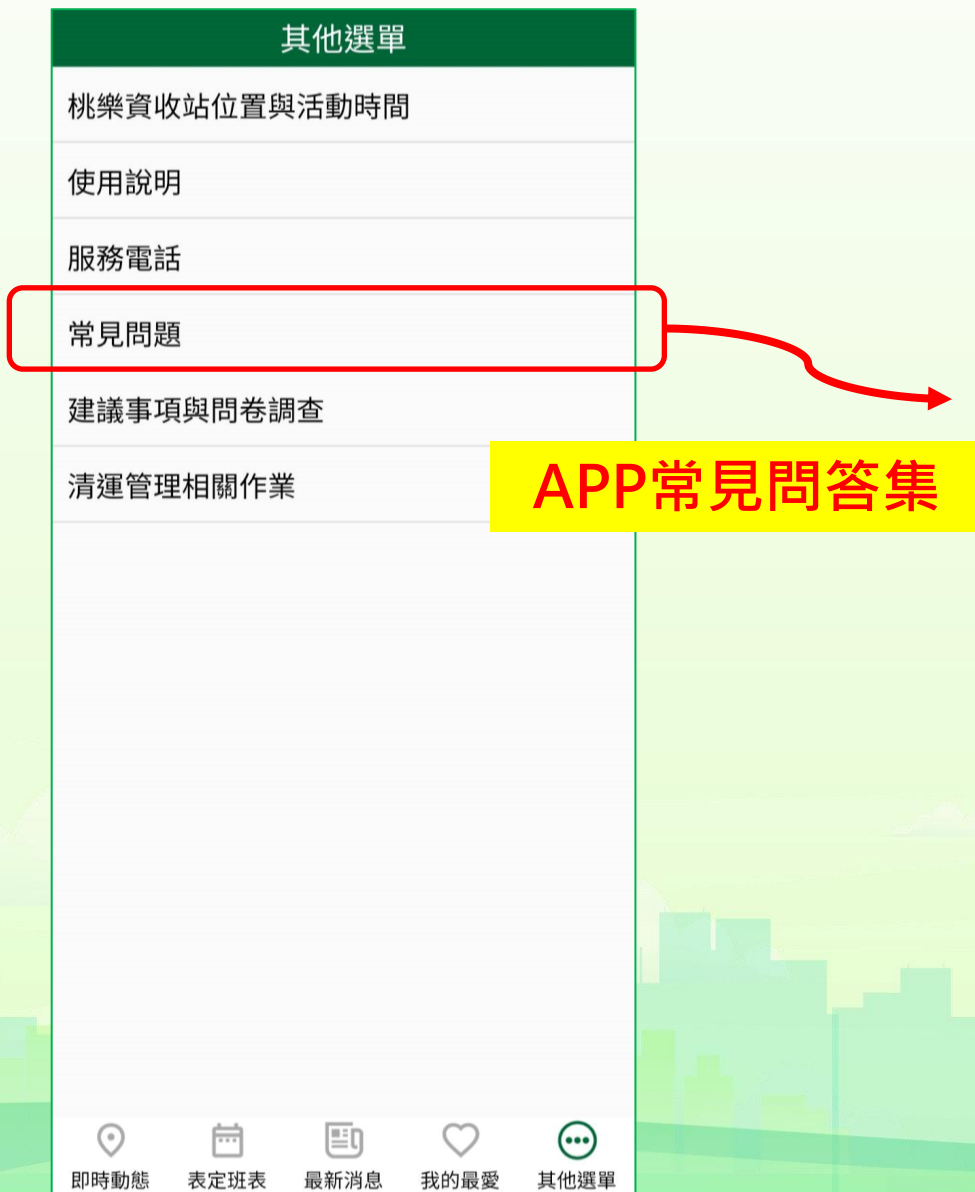 其他選單
桃樂資收站位置與活動時間
使用說明
服務電話
常見問題
建議事項與問卷調查
清運管理相關作業
APP常見問答集
即時動態
表定班表
最新消息
我的最愛
其他選單